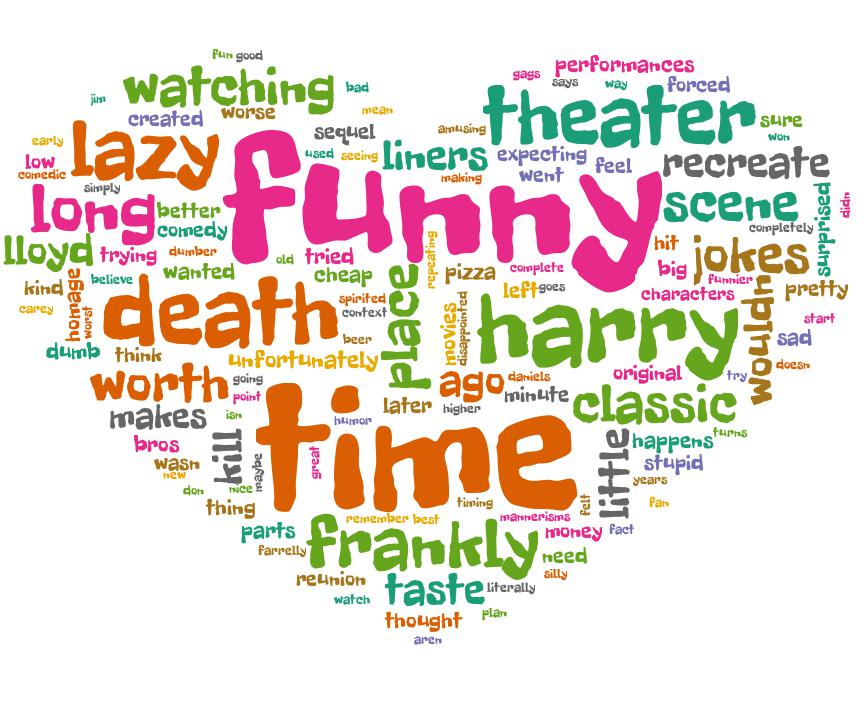 fun good
performances
gags
says
way
forced
watching
bad
jim
mean
theater
created
worse
sequel
amusing
sure
won
early
lazy
used
seeing
liners
expecting
feel
recreate
low
comedic
making
went
simply
funny
long
better
comedy
scene
surprised
didn
completely
lloyd
trying
dumber
old
tried
repeating
hit
jokes
wanted
cheap
pizza
complete
big
funnier
kind
homage
believe
place
left
goes
characters
wouldn
pretty
carey
worst
death
spirited
context
movies
disappointed
harry
start
beer
sad
dumb
think
unfortunately
doesn
worth
going
ago
daniels
original
try
point
minute
makes
isn
later
higher
classic
humor
bros
kill
time
little
happens
turns
wasn
maybe
great
stupid
new
years
don
nice
timing
felt
fan
thing
remember best
mannerisms
parts
frankly
money
fact
farrelly
need
reunion
silly
taste
literally
watch
thought
plan
aren